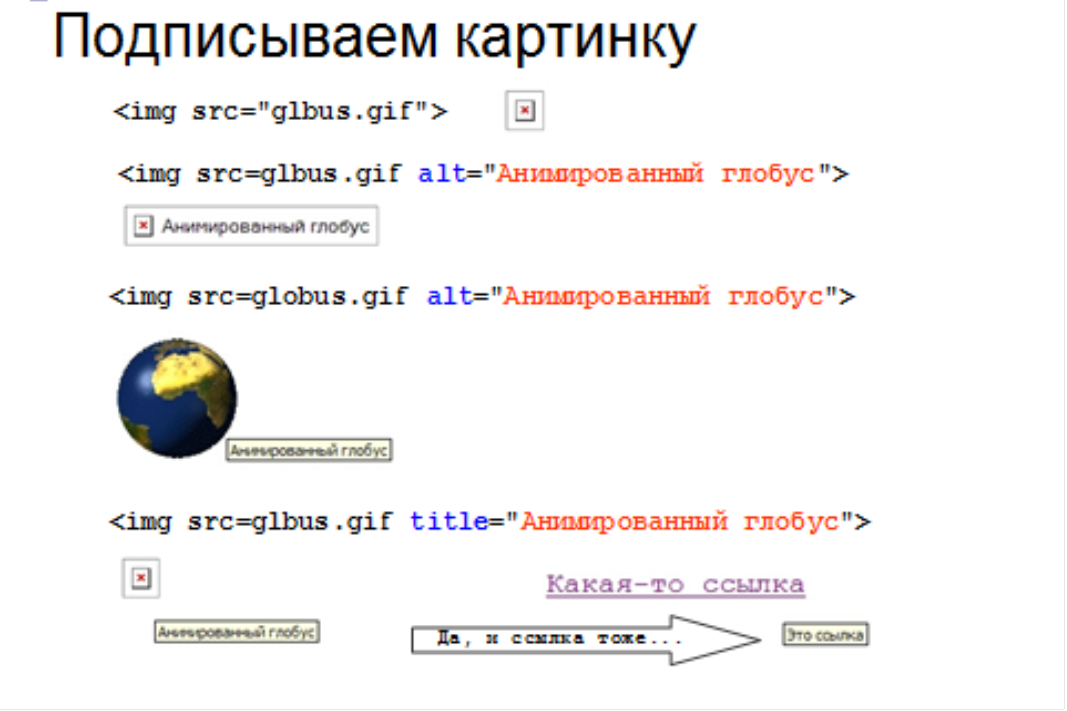 Подписываем картинку
<img src="glbus.gif">
<img src=glbus.gif alt="Анимированный глобус">
Анимированный глобус
<img src=globus.gif alt="Анимированный глобус">
Анимированный глобус
<img src=glbus.gif title="Анимированный глобус">
Какая-то ссылка
Анимированный глобус
Да, и ссылка тоже...
Это ссылка